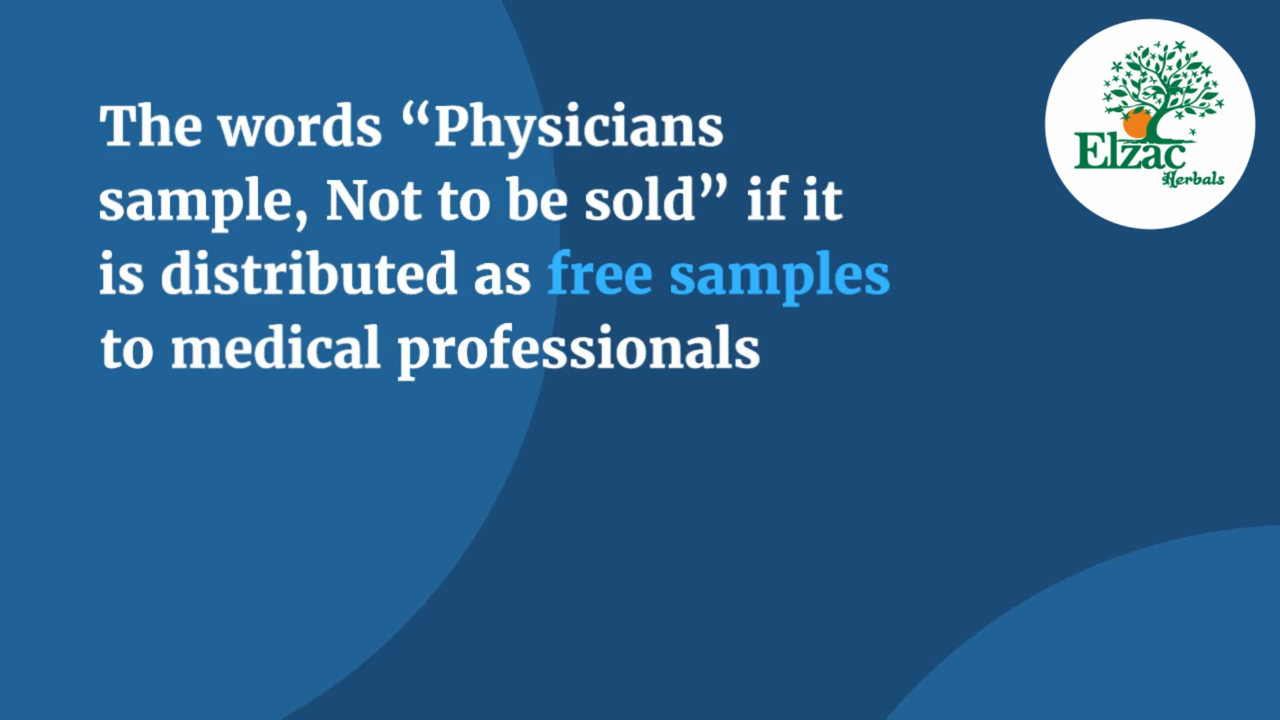 The words “Physicians
sample, Not to be sold” if it
is distributed as free samples
to medical professionals
Elzac
Herbals